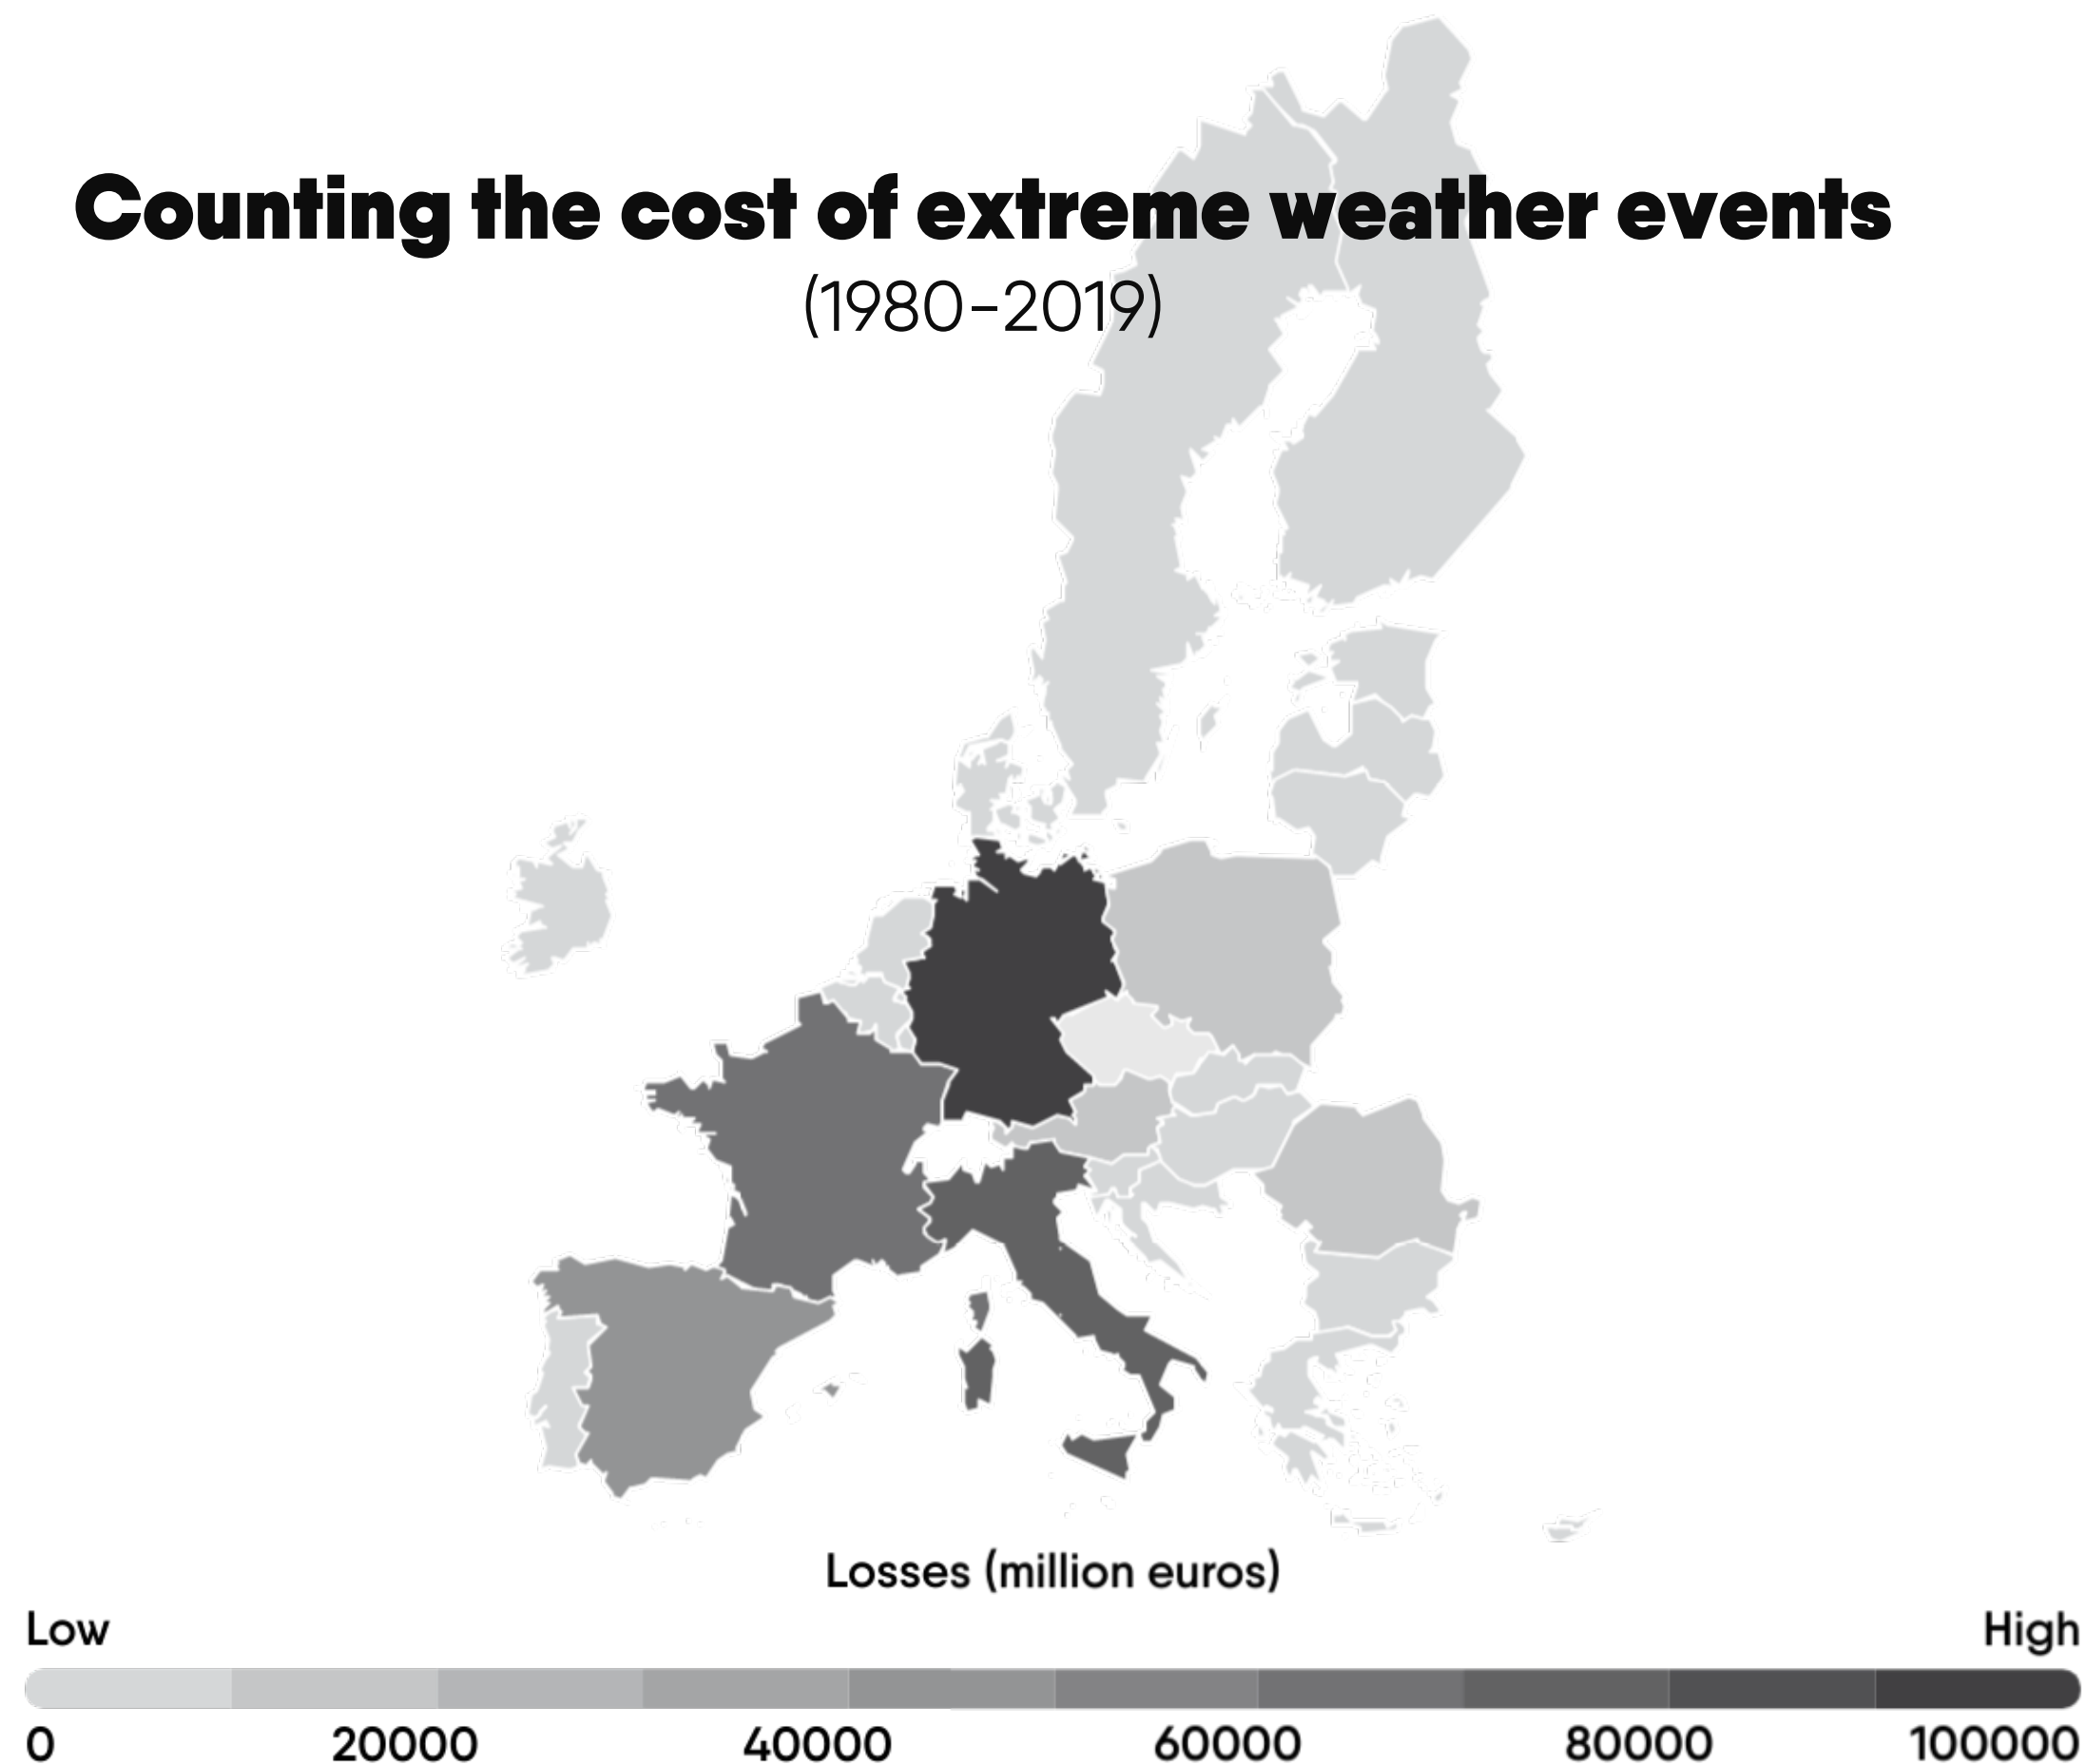 Counting the cost of extreme weather events
(1980-2019)
Losses (million euros)
Low High
0 20000 40000 60000 80000 100000